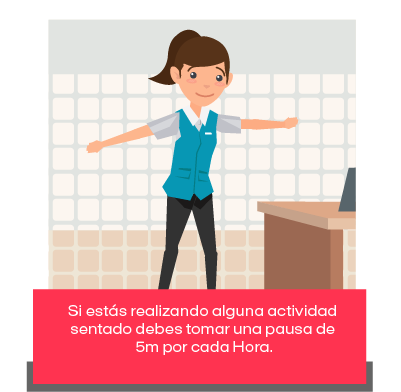 Si estás realizando alguna actividad
sentado debes tomar una pausa de
5m por cada Hora.